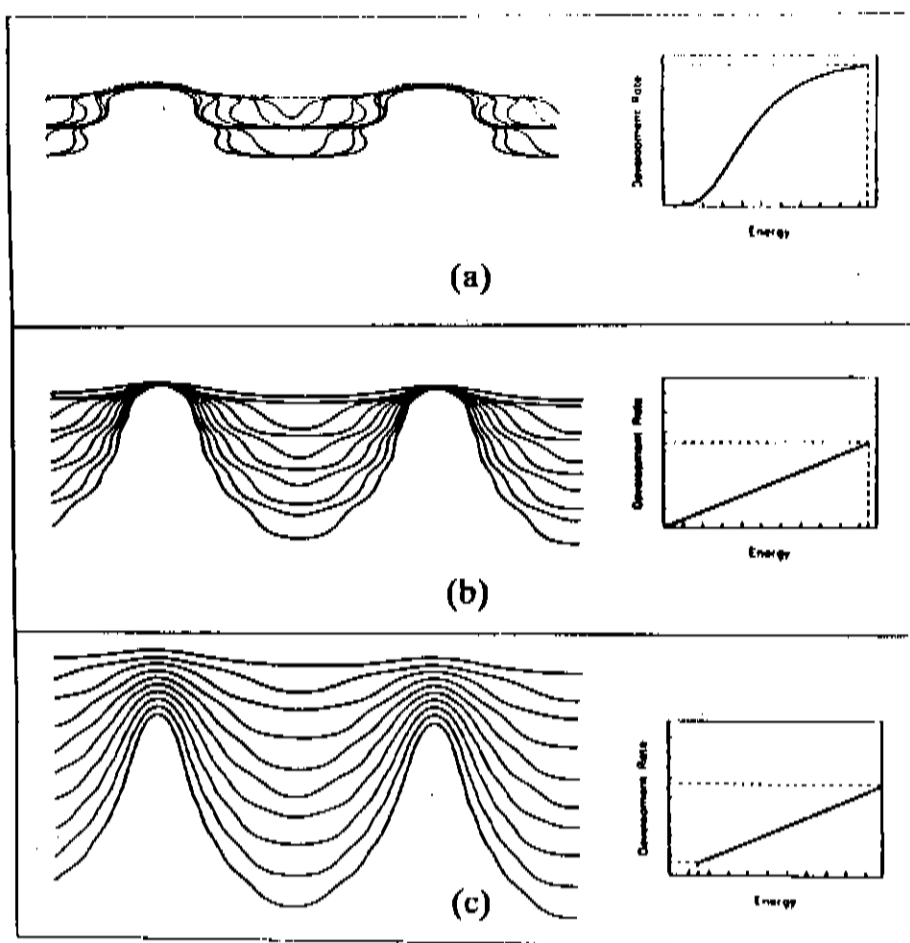 Development Rate
Energy
(a)
Development Rate
Energy
(b)
Development Rate
Energy
(c)